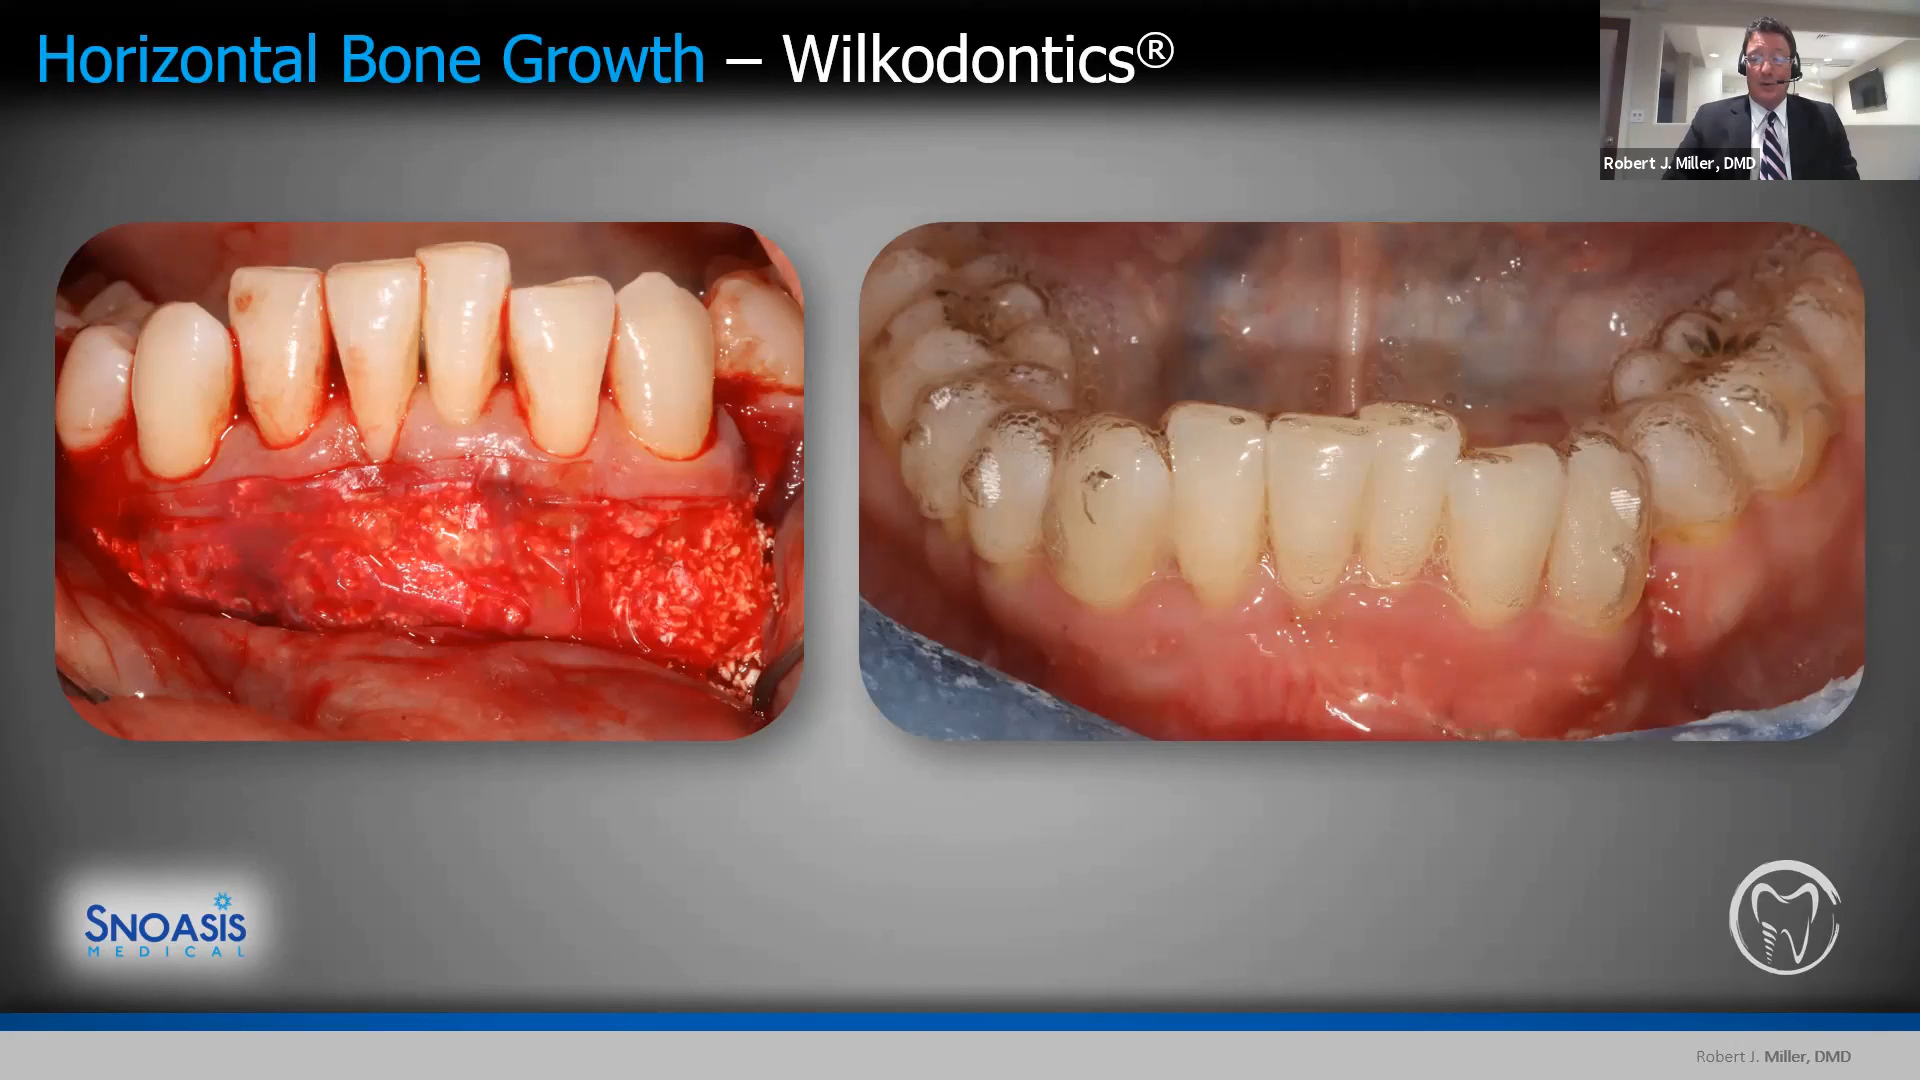 Horizontal Bone Growth – Wilkodontics®
Robert J. Miller, DMD
SNOASIS
MEDICAL
Robert J. Miller, DMD